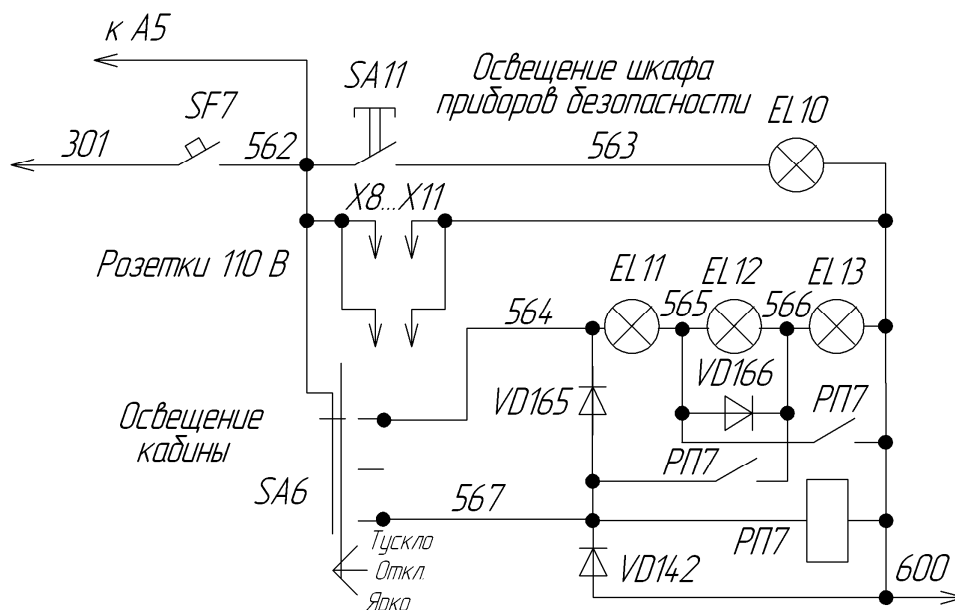 к А5
SA11
Освещение шкафа
приборов безопасности
EL10
SF7
301
562
563
X8...X11
Розетки 110 В
EL11
EL12
EL13
564
565
566
VD165
VD166
РП7
Освещение
кабины
РП7
SA6
567
РП7
Тускло
Откл.
Ярко
VD142
600